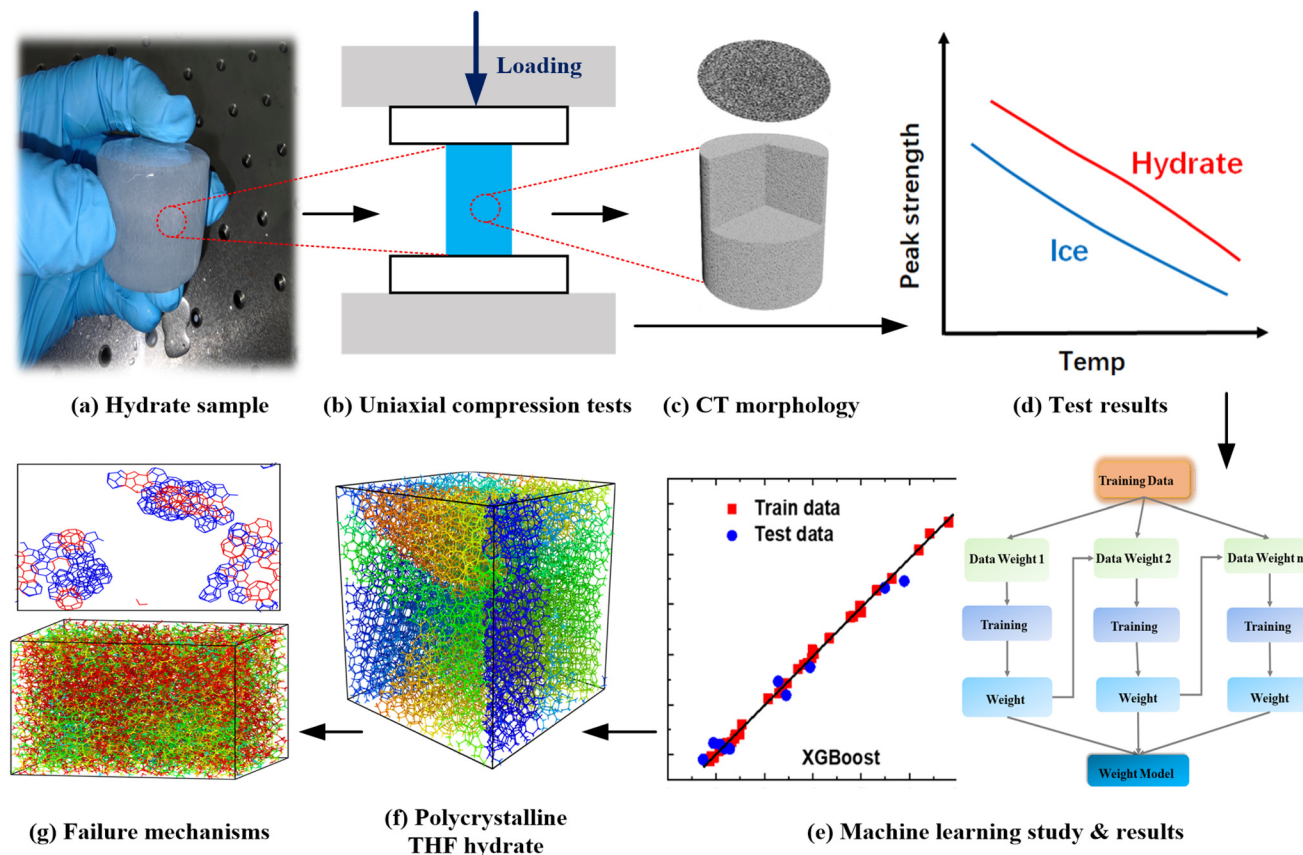 Loading
Peak strength
Hydrate
Ice
Temp
(a) Hydrate sample
(b) Uniaxial compression tests
(c) CT morphology
(d) Test results
Train data
Test data
XGBoost
Training Data
Data Weight 1
Data Weight 2
Data Weight n
Training
Training
Training
Weight
Weight
Weight
Weight Model
(g) Failure mechanisms
(f) Polycrystalline
THF hydrate
(e) Machine learning study & results